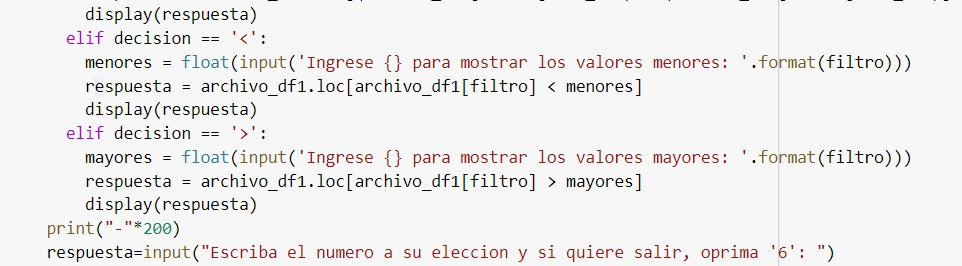 display(respuesta)
elif decision == '<':
menores = float(input('Ingrese {} para mostrar los valores menores: '.format(filtro)))
respuesta = archivo_df1.loc[archivo_df1[filtro] < menores]
display(respuesta)
elif decision == '>':
mayores = float(input('Ingrese {} para mostrar los valores mayores: '.format(filtro)))
respuesta = archivo_df1.loc[archivo_df1[filtro] > mayores]
display(respuesta)
print("-"*200)
respuesta=input("Escriba el numero a su eleccion y si quiere salir, oprima '6': ")